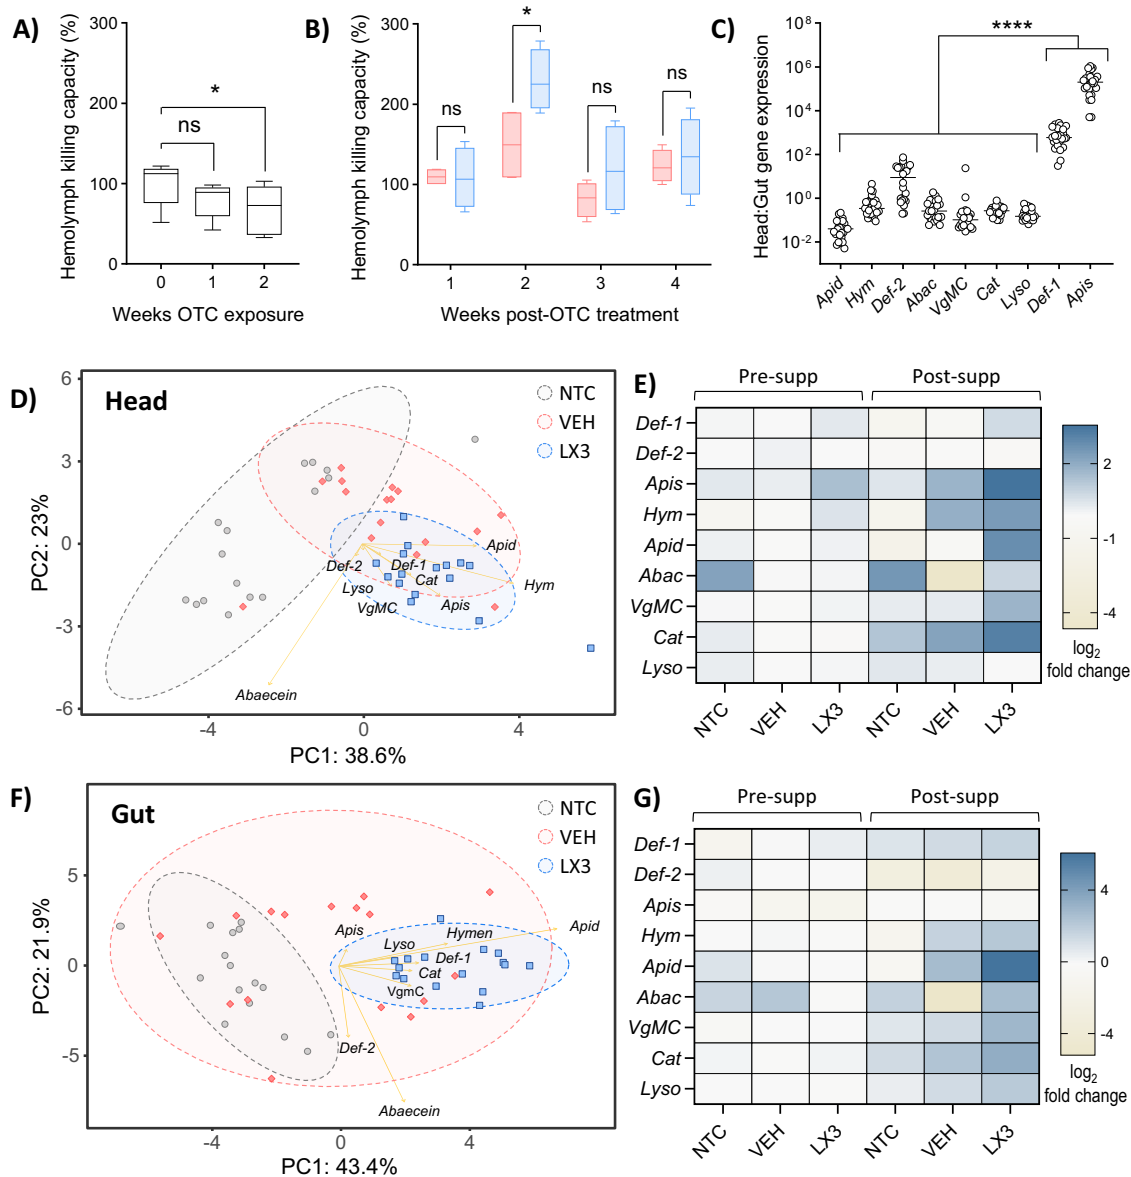 A)
Hemolymph killing capacity (%)
300
200
100
0
*
ns
0 1 2
Weeks OTC exposure
B)
Hemolymph killing capacity (%)
300
200
100
0
ns
*
ns
ns
1 2 3 4
Weeks post-OTC treatment
C)
Head:Gut gene expression
10^8
10^6
10^4
10^2
10^0
10^-2
****
Apid Hym Def-2 Abac VgMC Cat Lyso Def-1 Apis
D)
Head
NTC
VEH
LX3
PC2: 23%
6
3
0
-3
-6
Apid
Def-2
Def-1
Cat
Hym
Lyso
VgMC
Apis
Abaecein
-4 0 4
PC1: 38.6%
E)
Pre-supp Post-supp
Def-1
Def-2
Apis
Hym
Apid
Abac
VgMC
Cat
Lyso
NTC VEH LX3 NTC VEH LX3
2
-1
-4
log2
fold change
F)
Gut
NTC
VEH
LX3
PC2: 21.9%
5
0
-5
Apis
Lyso
Hymen
Apid
Def-1
Cat
VgmC
Def-2
Abaecein
-4 0 4
PC1: 43.4%
G)
Pre-supp Post-supp
Def-1
Def-2
Apis
Hym
Apid
Abac
VgMC
Cat
Lyso
NTC VEH LX3 NTC VEH LX3
4
0
-4
log2
fold change